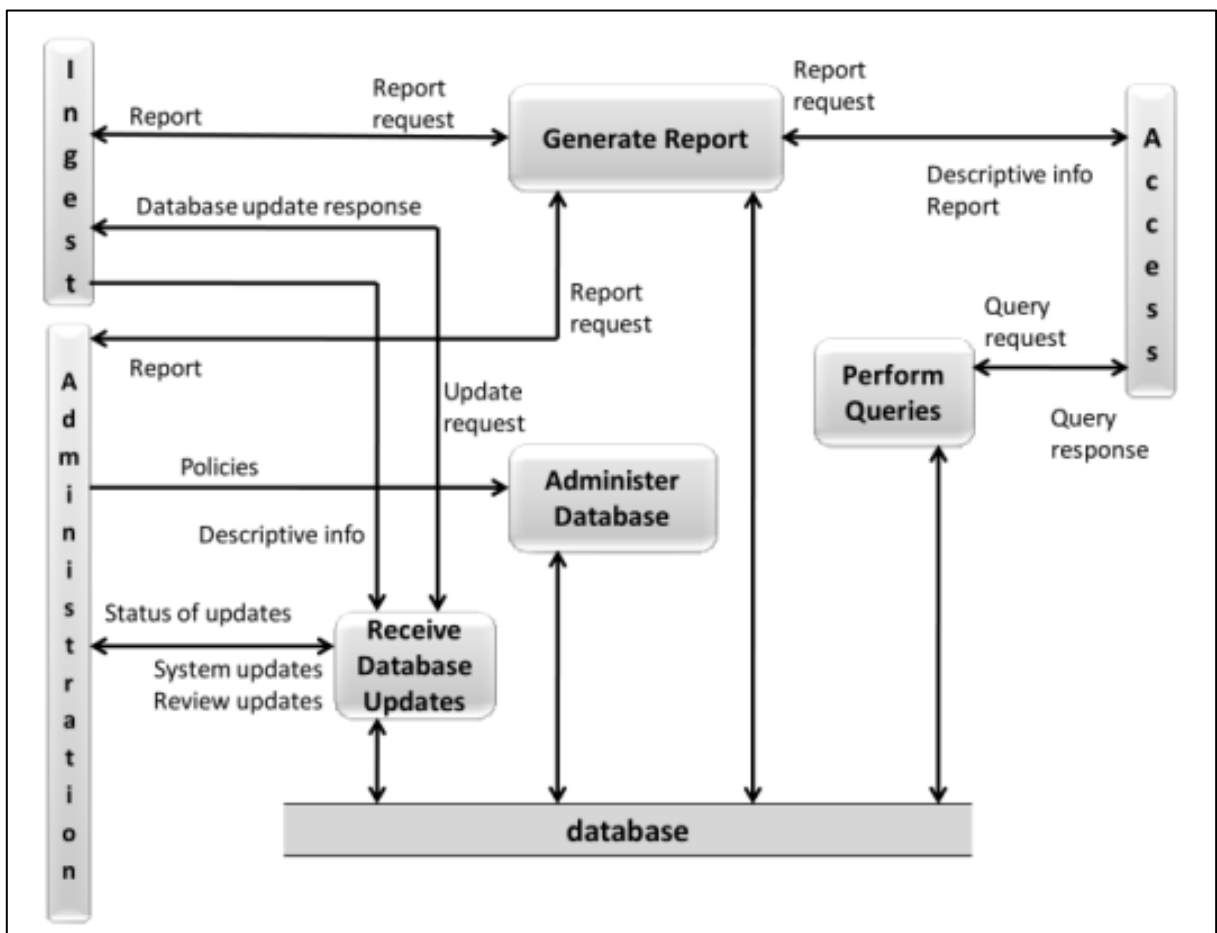 Ingest
Report
Report
request
Generate Report
Report
request
Access
Descriptive info
Report
Database update response
Report
request
Report
Administration
Update
request
Query
request
Perform
Queries
Query
response
Policies
Administer
Database
Descriptive info
Status of updates
System updates
Review updates
Receive
Database
Updates
database